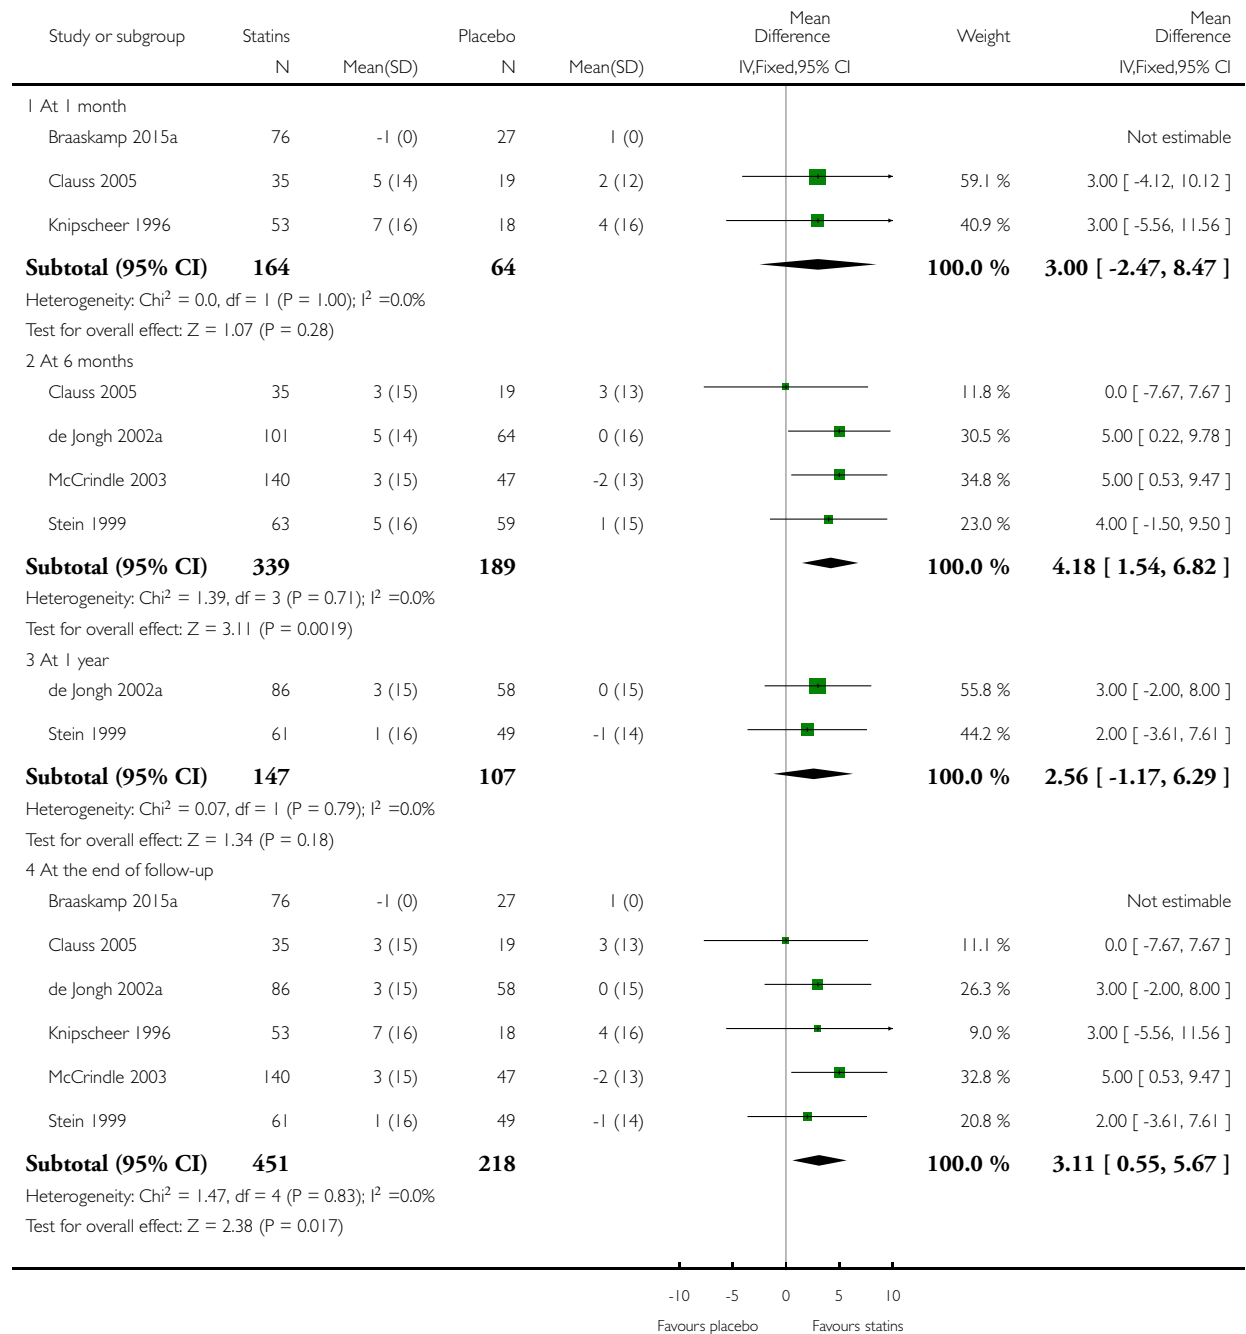 Study or subgroup Statins Placebo Mean Difference Weight Mean Difference
N Mean(SD) N Mean(SD) IV,Fixed,95% CI IV,Fixed,95% CI
1 At 1 month
Braaskamp 2015a 76 -1 (0) 27 1 (0) Not estimable
Clauss 2005 35 5 (14) 19 2 (12) 59.1 % 3.00 [ -4.12, 10.12 ]
Knipscheer 1996 53 7 (16) 18 4 (16) 40.9 % 3.00 [ -5.56, 11.56 ]
Subtotal (95% CI) 164 64 100.0 % 3.00 [ -2.47, 8.47 ]
Heterogeneity: Chi² = 0.0, df = 1 (P = 1.00); I² =0.0%
Test for overall effect: Z = 1.07 (P = 0.28)
2 At 6 months
Clauss 2005 35 3 (15) 19 3 (13) 11.8 % 0.0 [ -7.67, 7.67 ]
de Jongh 2002a 101 5 (14) 64 0 (16) 30.5 % 5.00 [ 0.22, 9.78 ]
McCrindle 2003 140 3 (15) 47 -2 (13) 34.8 % 5.00 [ 0.53, 9.47 ]
Stein 1999 63 5 (16) 59 1 (15) 23.0 % 4.00 [ -1.50, 9.50 ]
Subtotal (95% CI) 339 189 100.0 % 4.18 [ 1.54, 6.82 ]
Heterogeneity: Chi² = 1.39, df = 3 (P = 0.71); I² =0.0%
Test for overall effect: Z = 3.11 (P = 0.0019)
3 At 1 year
de Jongh 2002a 86 3 (15) 58 0 (15) 55.8 % 3.00 [ -2.00, 8.00 ]
Stein 1999 61 1 (16) 49 -1 (14) 44.2 % 2.00 [ -3.61, 7.61 ]
Subtotal (95% CI) 147 107 100.0 % 2.56 [ -1.17, 6.29 ]
Heterogeneity: Chi² = 0.07, df = 1 (P = 0.79); I² =0.0%
Test for overall effect: Z = 1.34 (P = 0.18)
4 At the end of follow-up
Braaskamp 2015a 76 -1 (0) 27 1 (0) Not estimable
Clauss 2005 35 3 (15) 19 3 (13) 11.1 % 0.0 [ -7.67, 7.67 ]
de Jongh 2002a 86 3 (15) 58 0 (15) 26.3 % 3.00 [ -2.00, 8.00 ]
Knipscheer 1996 53 7 (16) 18 4 (16) 9.0 % 3.00 [ -5.56, 11.56 ]
McCrindle 2003 140 3 (15) 47 -2 (13) 32.8 % 5.00 [ 0.53, 9.47 ]
Stein 1999 61 1 (16) 49 -1 (14) 20.8 % 2.00 [ -3.61, 7.61 ]
Subtotal (95% CI) 451 218 100.0 % 3.11 [ 0.55, 5.67 ]
Heterogeneity: Chi² = 1.47, df = 4 (P = 0.83); I² =0.0%
Test for overall effect: Z = 2.38 (P = 0.017)
-10 -5 0 5 10
Favours placebo Favours statins